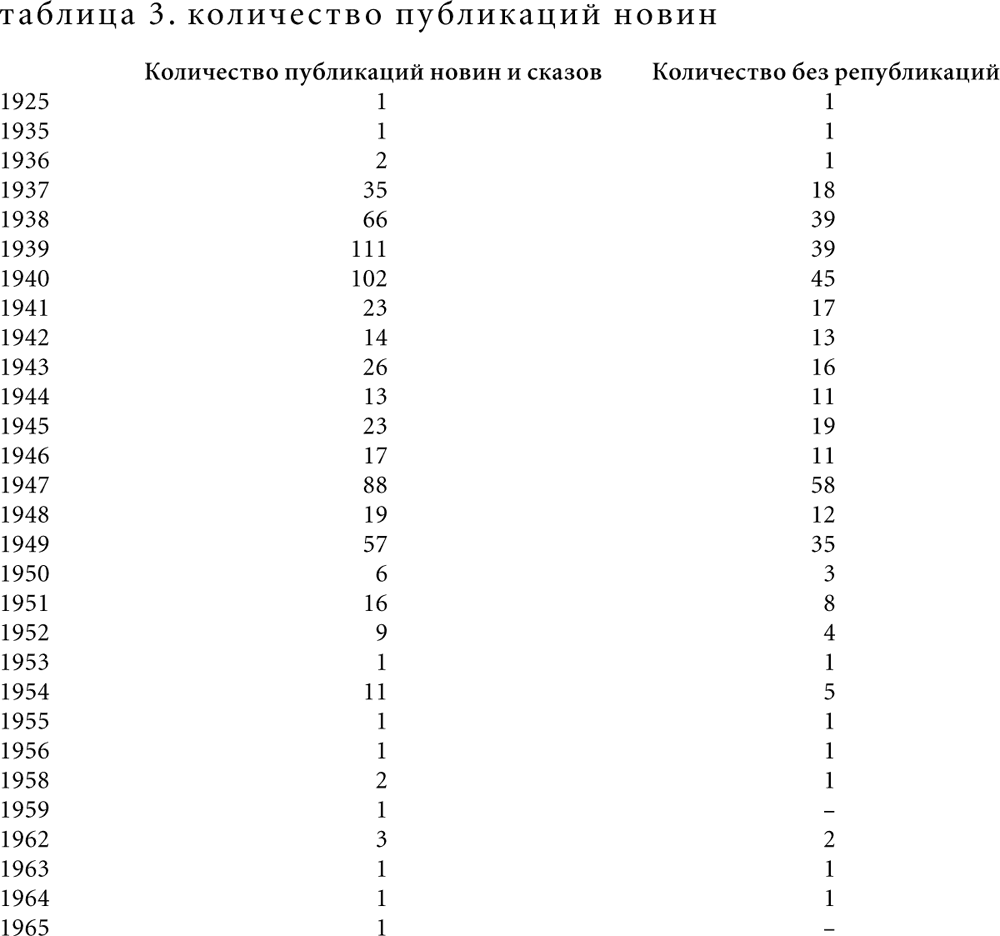 таблица 3. количество публикаций новин
Количество публикаций новин и сказов Количество без републикаций
1925 1 1
1935 1 1
1936 2 1
1937 35 18
1938 66 39
1939 111 39
1940 102 45
1941 23 17
1942 14 13
1943 26 16
1944 13 11
1945 23 19
1946 17 11
1947 88 58
1948 19 12
1949 57 35
1950 6 3
1951 16 8
1952 9 4
1953 1 1
1954 11 5
1955 1 1
1956 1 1
1958 2 1
1959 1 –
1962 3 2
1963 1 1
1964 1 1
1965 1 –